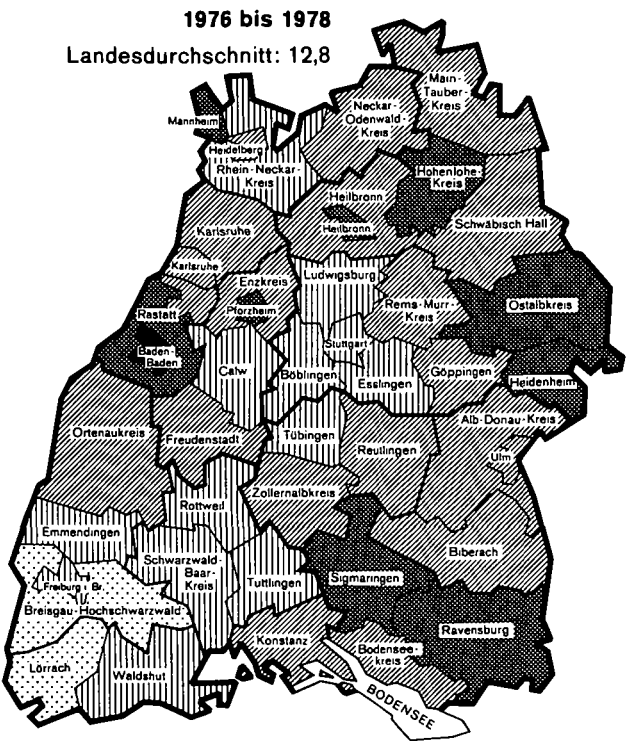 1976 bis 1978
Landesdurchschnitt: 12,8
Main-
Tauber-
Kreis
Neckar-
Odenwald-
Kreis
Mannheim
Heidelberg
Rhein-Neckar-
Kreis
Hohenlohe-
Kreis
Heilbronn
Heilbronn
Schwäbisch Hall
Karlsruhe
Karlsruhe
Ludwigsburg
Enzkreis
Pforzheim
Rems-Murr-
Kreis
Ostalbkreis
Rastatt
Baden-
Baden
Stuttgart
Calw
Böblingen
Esslingen
Göppingen
Heidenheim
Alb-Donau-Kreis
Ortenaukreis
Freudenstadt
Tübingen
Reutlingen
Ulm
Zollernalbkreis
Rottweil
Emmendingen
Schwarzwald-
Baar-
Kreis
Biberach
Tuttlingen
Sigmaringen
Freiburg i. Br.
Breisgau-Hochschwarzwald
Ravensburg
Konstanz
Bodensee-
kreis
Lörrach
Waldshut
BODENSEE